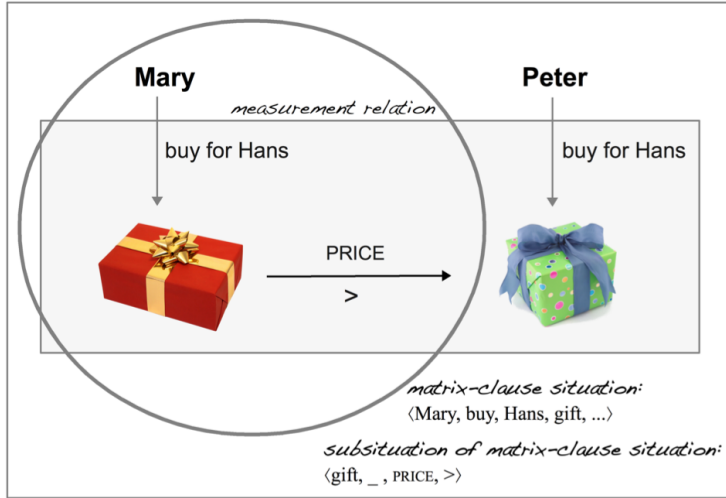 Mary
Peter
measurement relation
buy for Hans
buy for Hans
PRICE
>
matrix-clause situation:
⟨Mary, buy, Hans, gift, ...⟩
subsituation of matrix-clause situation:
⟨gift, _ , PRICE, >⟩